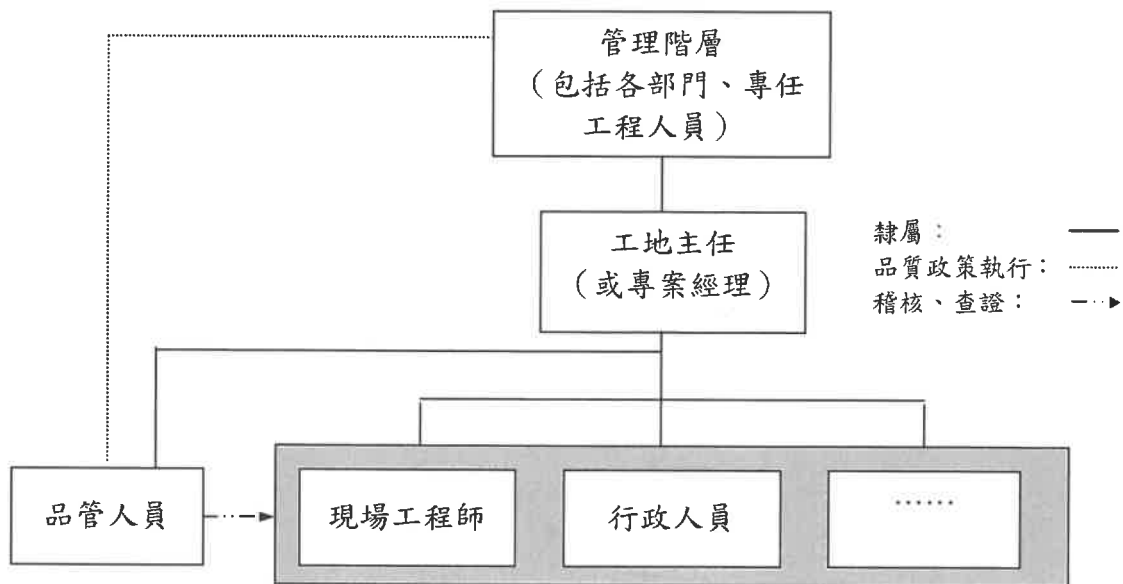 管理階層
（包括各部門、專任
工程人員）
工地主任
（或專案經理）
隸屬：
品質政策執行：
稽核、查證：
品管人員
現場工程師
行政人員
……